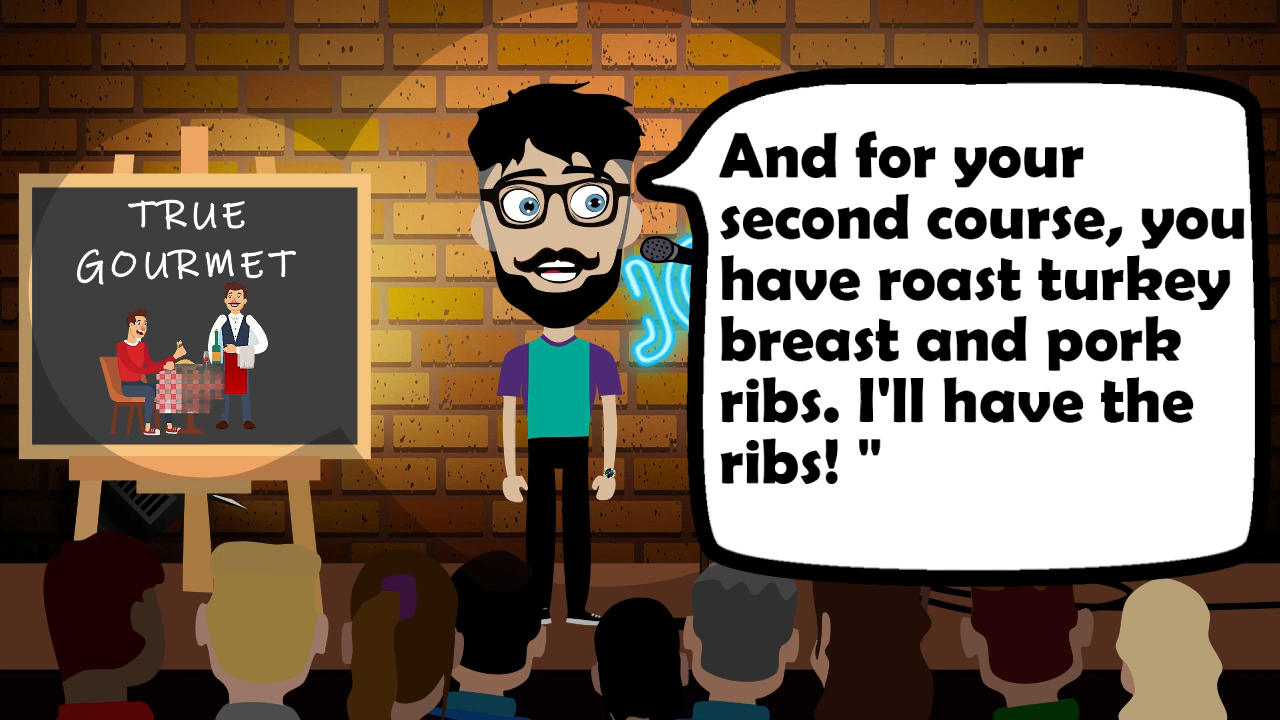 TRUE
GOURMET
And for your
second course, you
have roast turkey
breast and pork
ribs. I'll have the
ribs! "